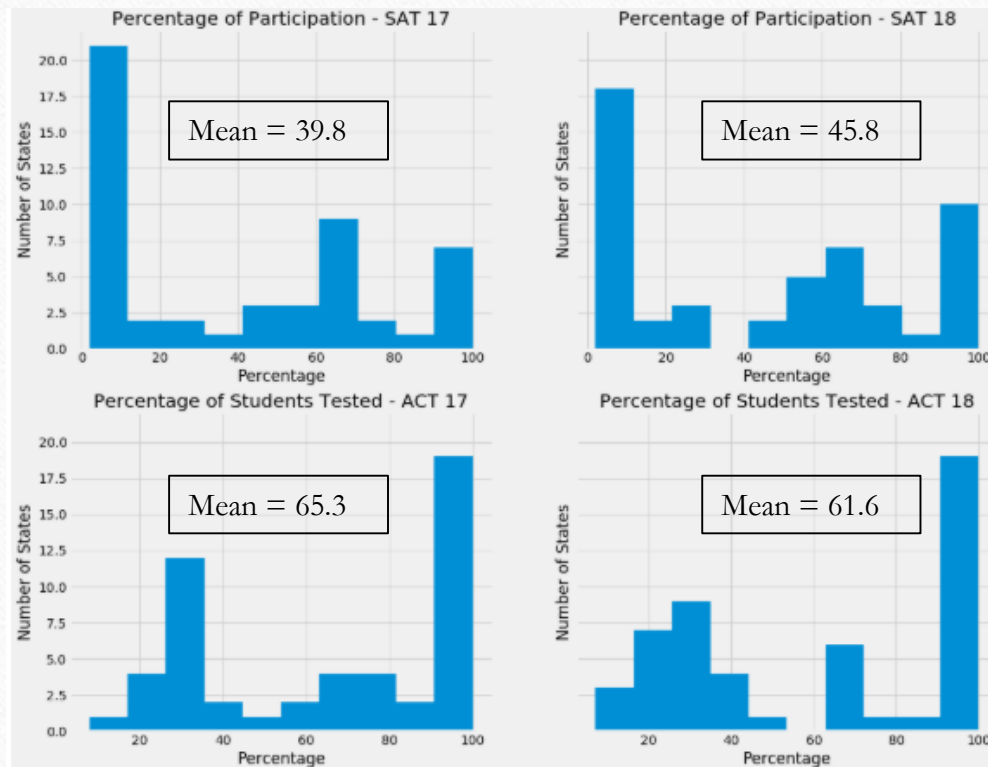 Percentage of Participation - SAT 17
Mean = 39.8
Number of States
20.0
17.5
15.0
12.5
10.0
7.5
5.0
2.5
0.0
0 20 40 60 80 100
Percentage
Percentage of Participation - SAT 18
Mean = 45.8
Number of States
0 20 40 60 80 100
Percentage
Percentage of Students Tested - ACT 17
Mean = 65.3
Number of States
20.0
17.5
15.0
12.5
10.0
7.5
5.0
2.5
0.0
20 40 60 80 100
Percentage
Percentage of Students Tested - ACT 18
Mean = 61.6
Number of States
20 40 60 80 100
Percentage